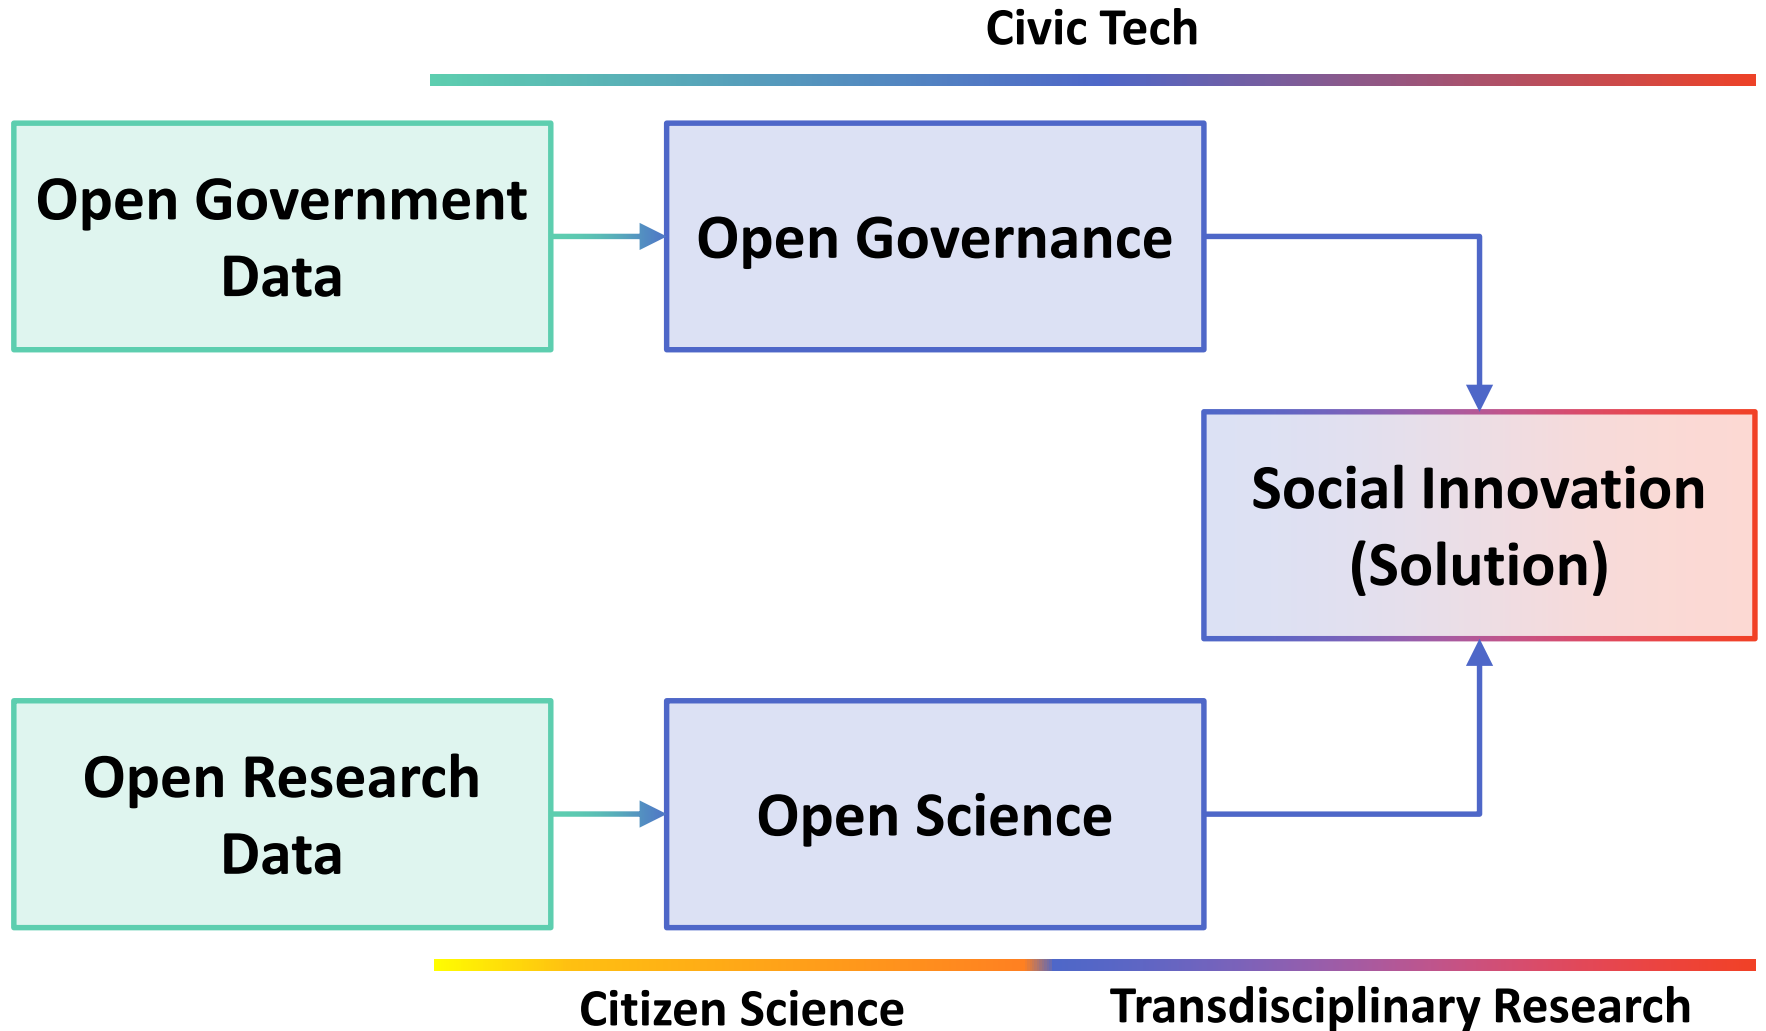 Civic Tech
Open Government
Data
Open Governance
Social Innovation
(Solution)
Open Research
Data
Open Science
Citizen Science
Transdisciplinary Research